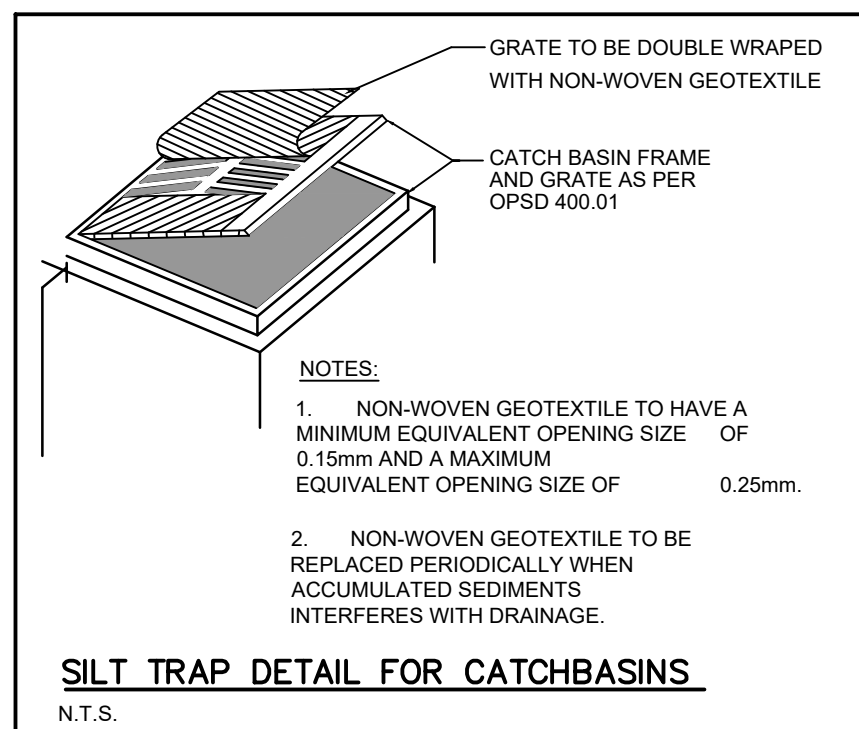 GRATE TO BE DOUBLE WRAPED
WITH NON-WOVEN GEOTEXTILE
CATCH BASIN FRAME
AND GRATE AS PER
OPSD 400.01
NOTES:
1. NON-WOVEN GEOTEXTILE TO HAVE A
MINIMUM EQUIVALENT OPENING SIZE OF
0.15mm AND A MAXIMUM
EQUIVALENT OPENING SIZE OF 0.25mm.
2. NON-WOVEN GEOTEXTILE TO BE
REPLACED PERIODICALLY WHEN
ACCUMULATED SEDIMENTS
INTERFERES WITH DRAINAGE.
SILT TRAP DETAIL FOR CATCHBASINS
N.T.S.